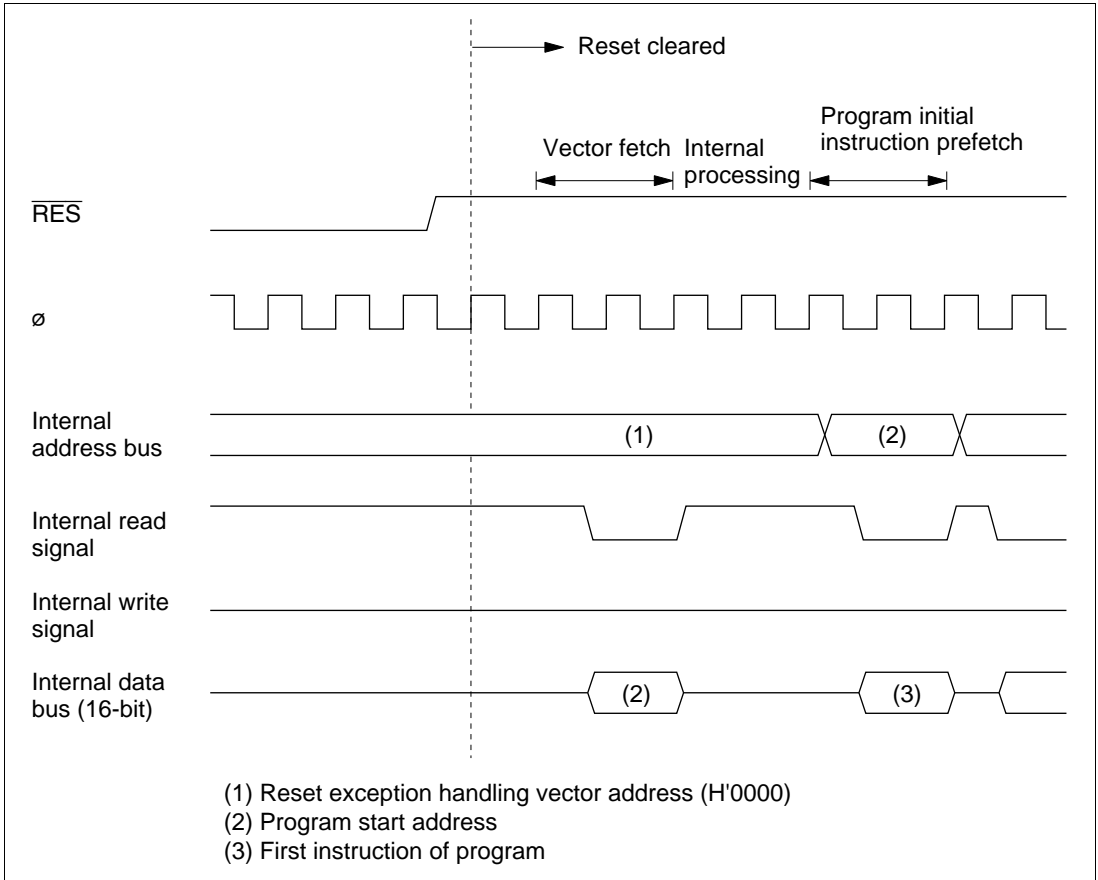 Reset cleared
Program initial
instruction prefetch
Vector fetch
Internal
processing
RES
ø
Internal
address bus
(1)
(2)
Internal read
signal
Internal write
signal
Internal data
bus (16-bit)
(2)
(3)
(1) Reset exception handling vector address (H'0000)
(2) Program start address
(3) First instruction of program